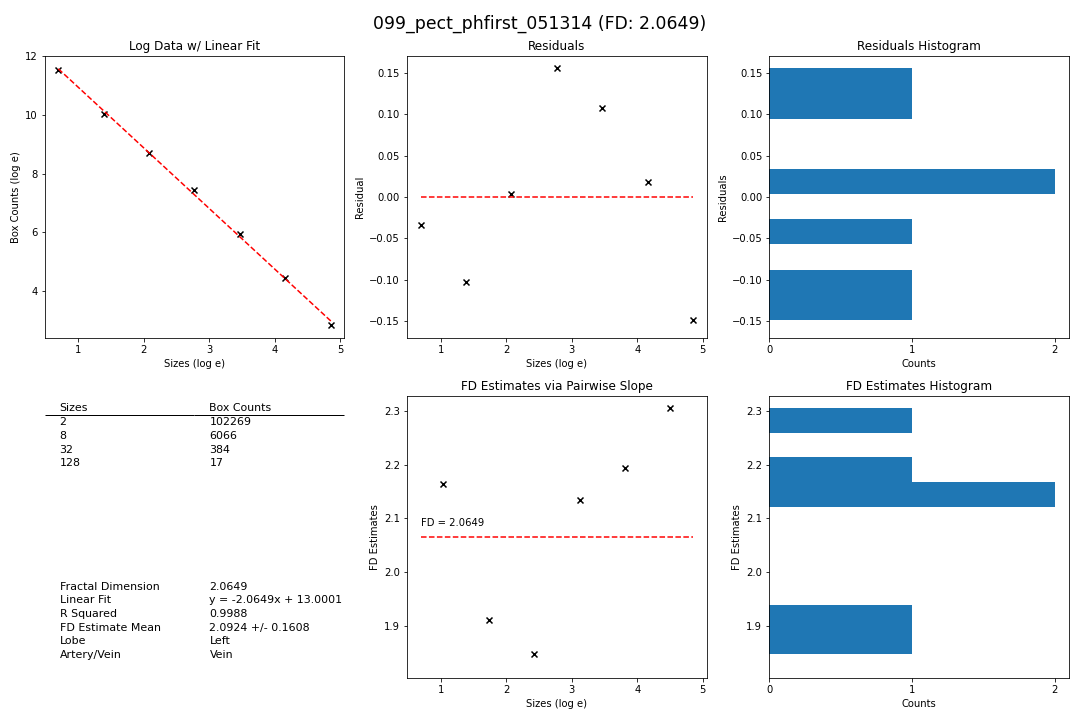 099_pect_phfirst_051314 (FD: 2.0649)
Log Data w/ Linear Fit
Box Counts (log e)
12
10
8
6
4
1 2 3 4 5
Sizes (log e)
Residuals
Residual
0.15
0.10
0.05
0.00
−0.05
−0.10
−0.15
1 2 3 4 5
Sizes (log e)
Residuals Histogram
Residuals
0.15
0.10
0.05
0.00
−0.05
−0.10
−0.15
0 1 2
Counts
Sizes Box Counts
2 102269
8 6066
32 384
128 17
Fractal Dimension 2.0649
Linear Fit y = -2.0649x + 13.0001
R Squared 0.9988
FD Estimate Mean 2.0924 +/- 0.1608
Lobe Left
Artery/Vein Vein
FD Estimates via Pairwise Slope
FD Estimates
2.3
2.2
2.1
2.0
1.9
FD = 2.0649
1 2 3 4 5
Sizes (log e)
FD Estimates Histogram
FD Estimates
2.3
2.2
2.1
2.0
1.9
0 1 2
Counts